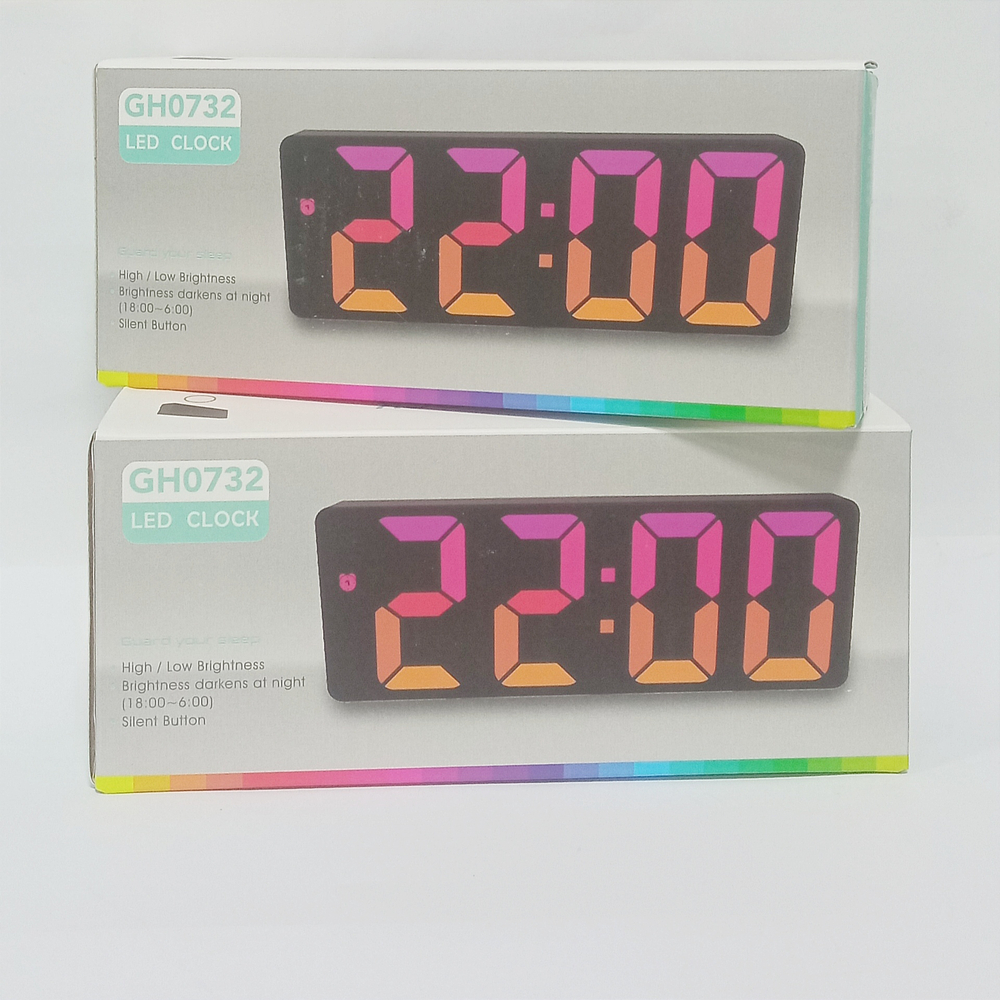 GH0732
LED CLOCK
22:00
Guard your sleep
High / Low Brightness
Brightness darkens at night
(18:00~6:00)
Silent Button
GH0732
LED CLOCK
22:00
Guard your sleep
High / Low Brightness
Brightness darkens at night
(18:00~6:00)
Silent Button